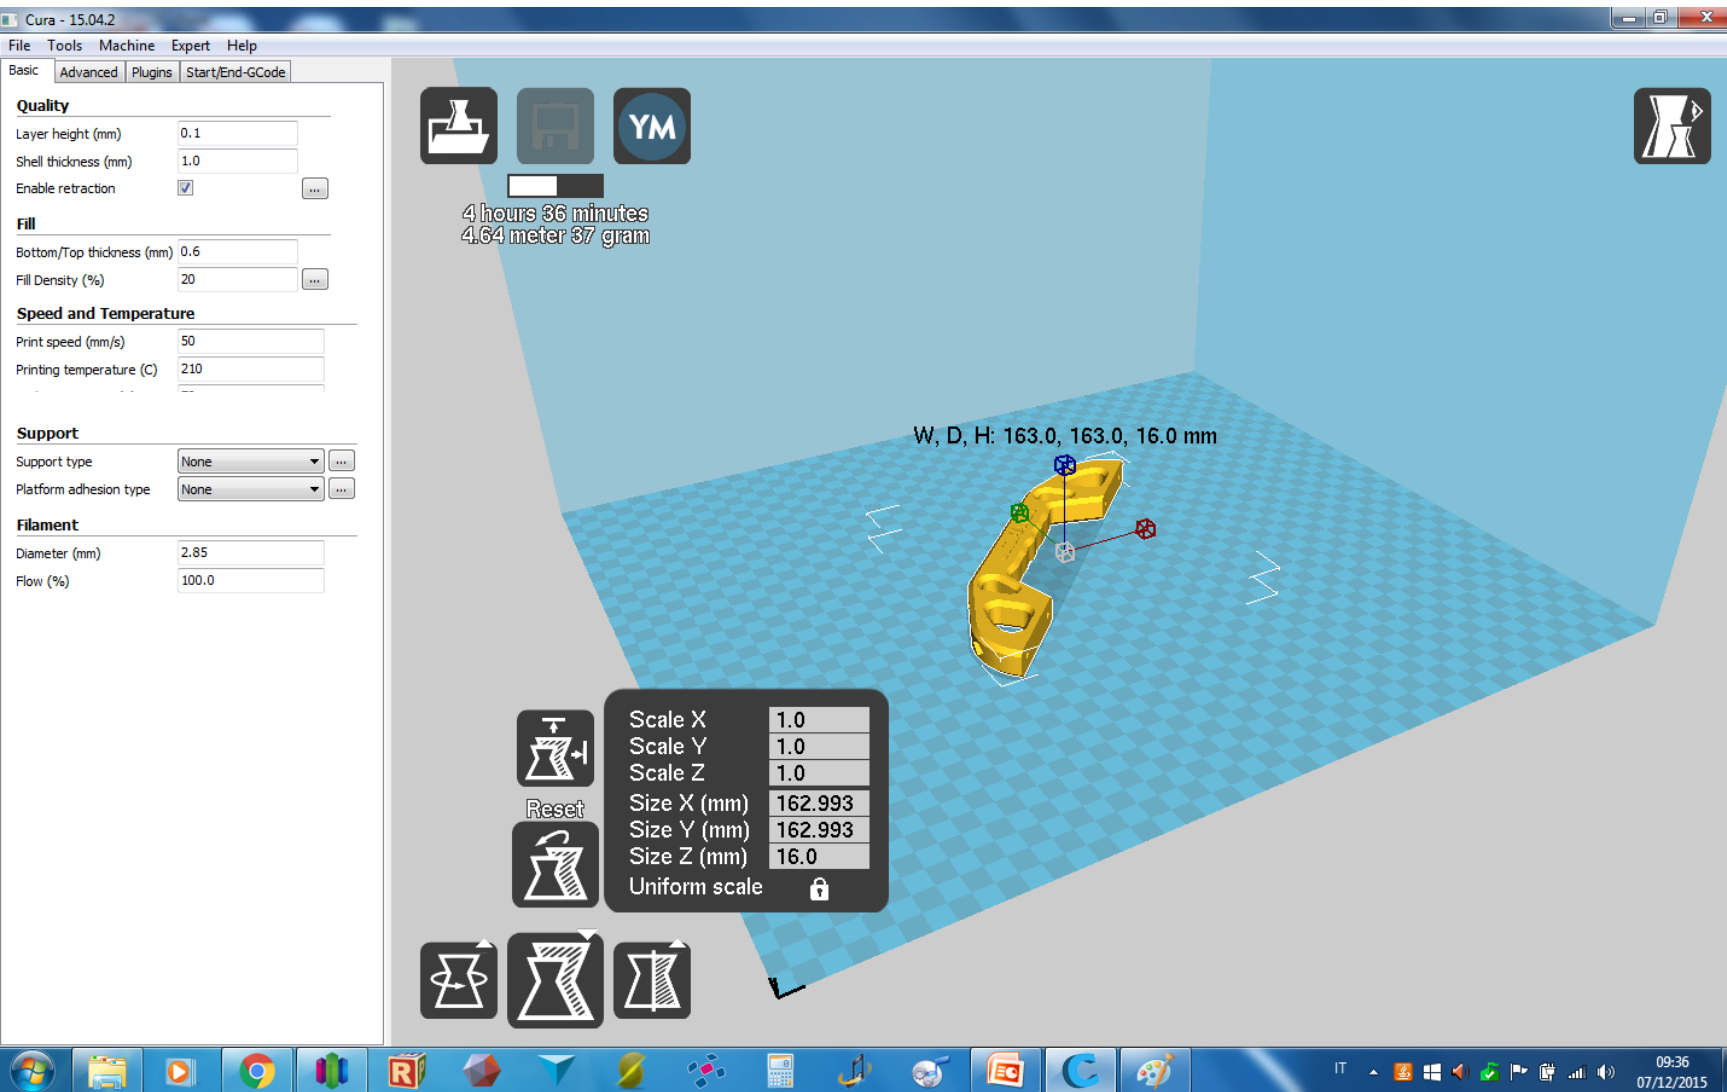 Cura - 15.04.2
File Tools Machine Expert Help
Basic Advanced Plugins Start/End-GCode
Quality
Layer height (mm) 0.1
Shell thickness (mm) 1.0
Enable retraction ...
Fill
Bottom/Top thickness (mm) 0.6
Fill Density (%) 20 ...
Speed and Temperature
Print speed (mm/s) 50
Printing temperature (C) 210
Support
Support type None ...
Platform adhesion type None ...
Filament
Diameter (mm) 2.85
Flow (%) 100.0
YM
4 hours 36 minutes
4.64 meter 37 gram
W, D, H: 163.0, 163.0, 16.0 mm
Scale X 1.0
Scale Y 1.0
Scale Z 1.0
Reset
Size X (mm) 162.993
Size Y (mm) 162.993
Size Z (mm) 16.0
Uniform scale
R
C
IT
09:36
07/12/2015